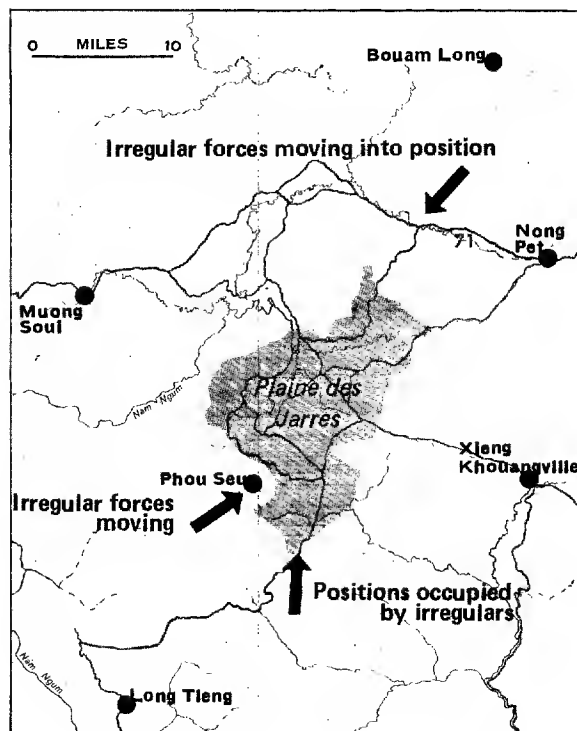 0 MILES 10
Bouam Long
Irregular forces moving into position
71
Nong
Pet
Muong
Soui
Nam Ngum
Plaine des
Jarres
Xieng
Khouangville
Phou Seu
Irregular forces
moving
Positions occupied
by irregulars
Nam Ngum
Long Tieng